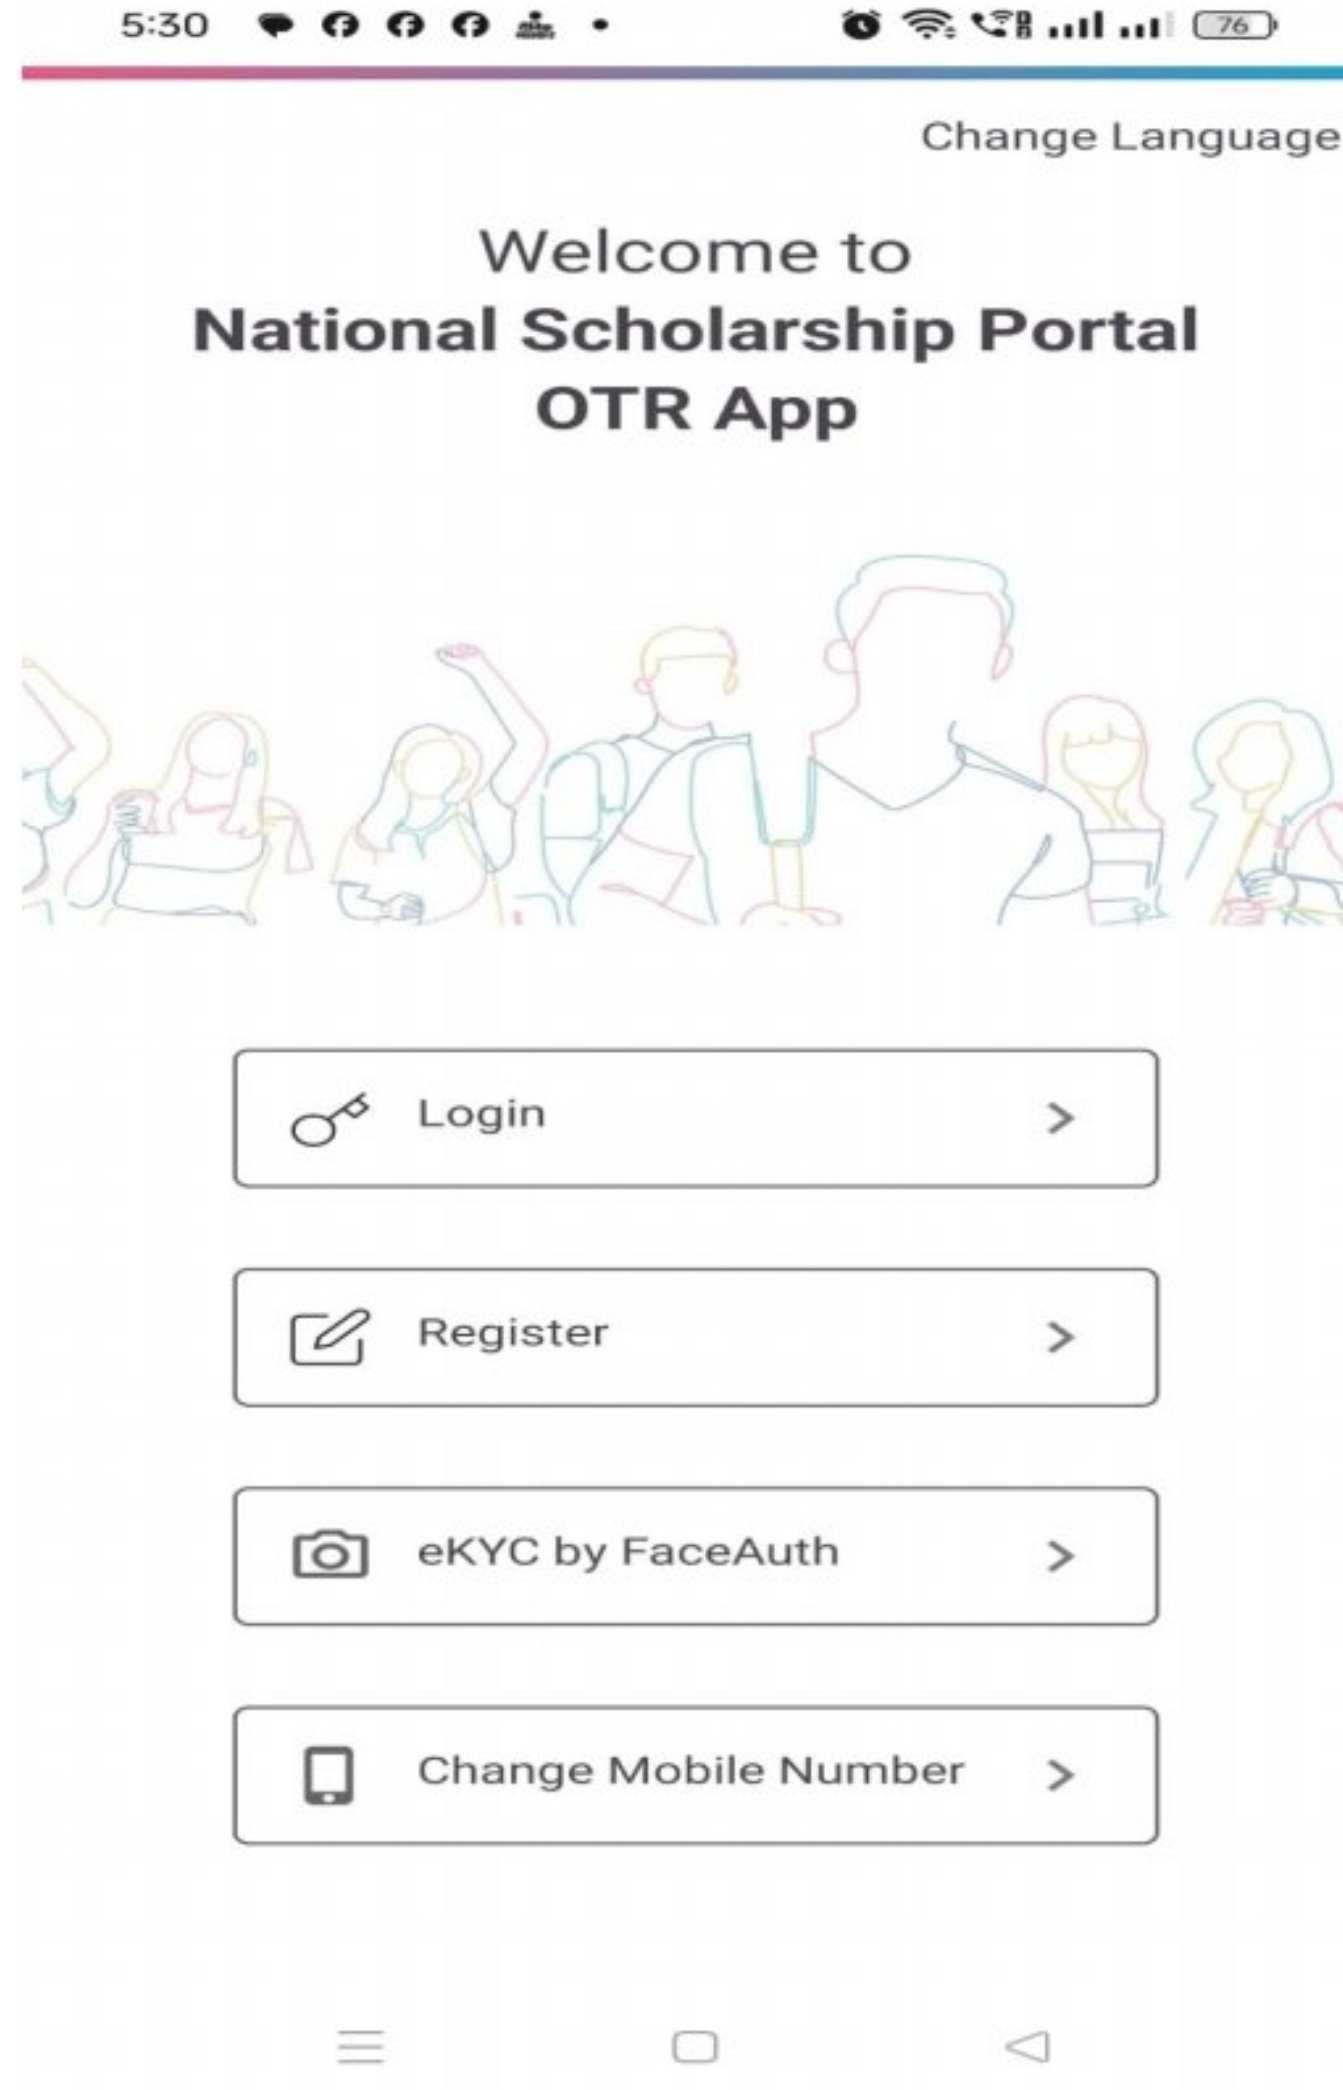 5:30
76
Change Language
Welcome to
National Scholarship Portal
OTR App
Login
Register
eKYC by FaceAuth
Change Mobile Number